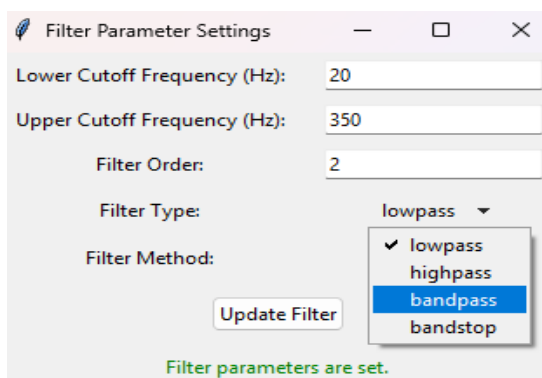 Filter Parameter Settings
Lower Cutoff Frequency (Hz): 20
Upper Cutoff Frequency (Hz): 350
Filter Order: 2
Filter Type: lowpass
Filter Method:
lowpass
highpass
bandpass
bandstop
Update Filter
Filter parameters are set.